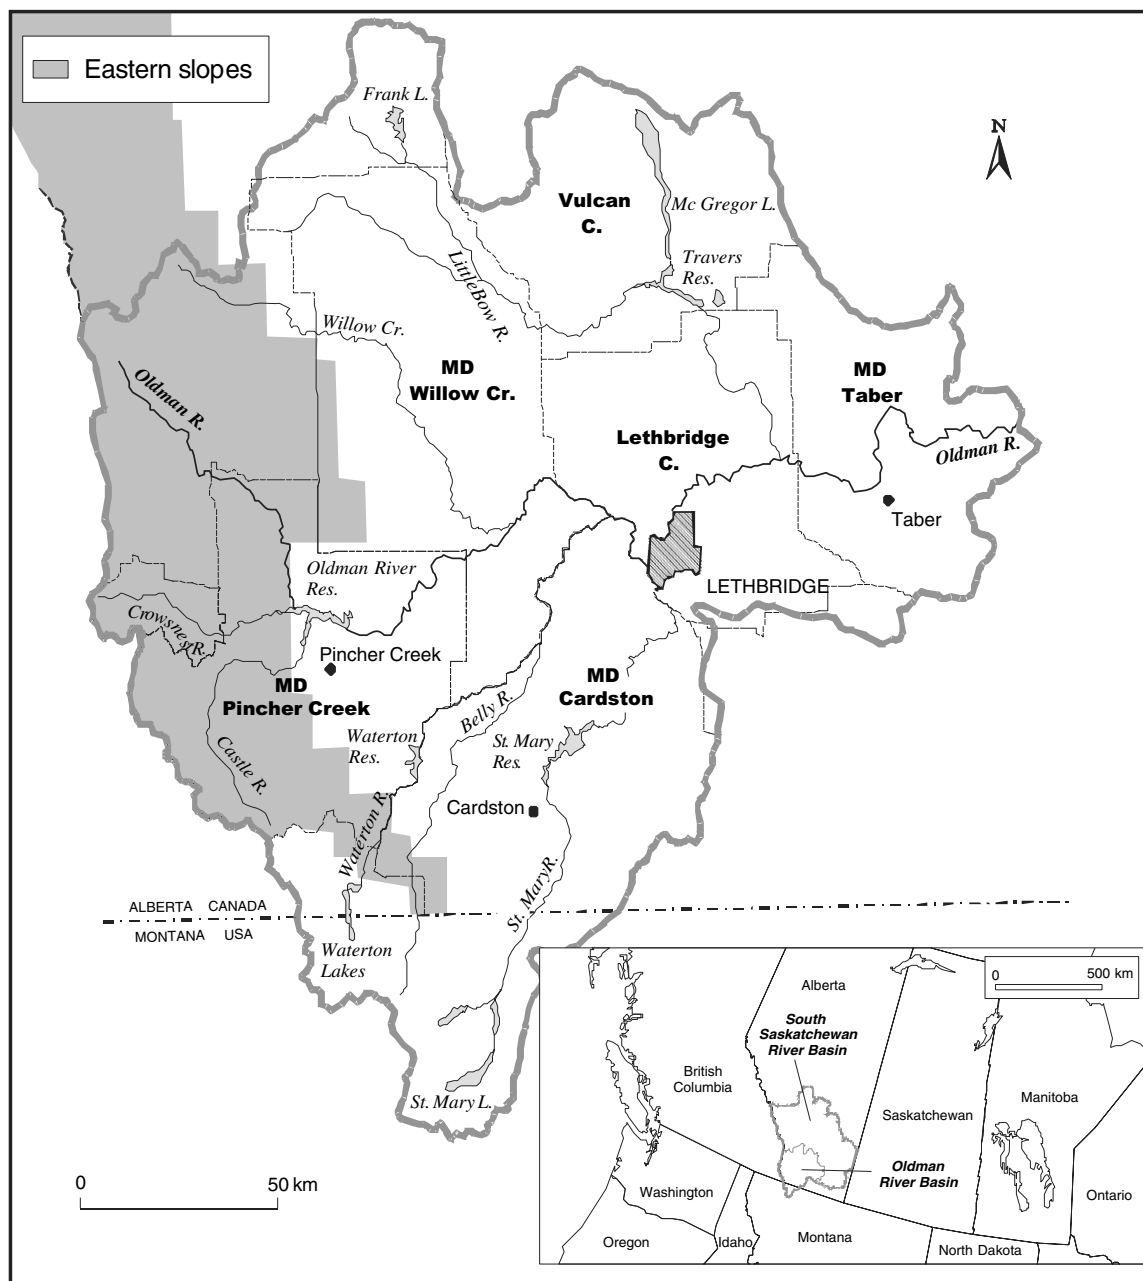 Eastern slopes
Frank L.
N
Vulcan
C.
Mc Gregor L.
Travers
Res.
LittleBow R.
Willow Cr.
MD
Willow Cr.
MD
Taber
Oldman R.
Lethbridge
C.
Oldman R.
Taber
Oldman River
Res.
LETHBRIDGE
Crowsnest R.
Pincher Creek
MD
Pincher Creek
MD
Cardston
Belly R.
Waterton
Res.
St. Mary
Res.
Castle R.
Cardston
Waterton R.
St. MaryR.
ALBERTA CANADA
MONTANA USA
Waterton
Lakes
St. Mary L.
0 50 km
0 500 km
Alberta
South
Saskatchewan
River Basin
British
Columbia
Manitoba
Saskatchewan
Oldman
River Basin
Washington
Ontario
Oregon
Idaho
Montana
North Dakota